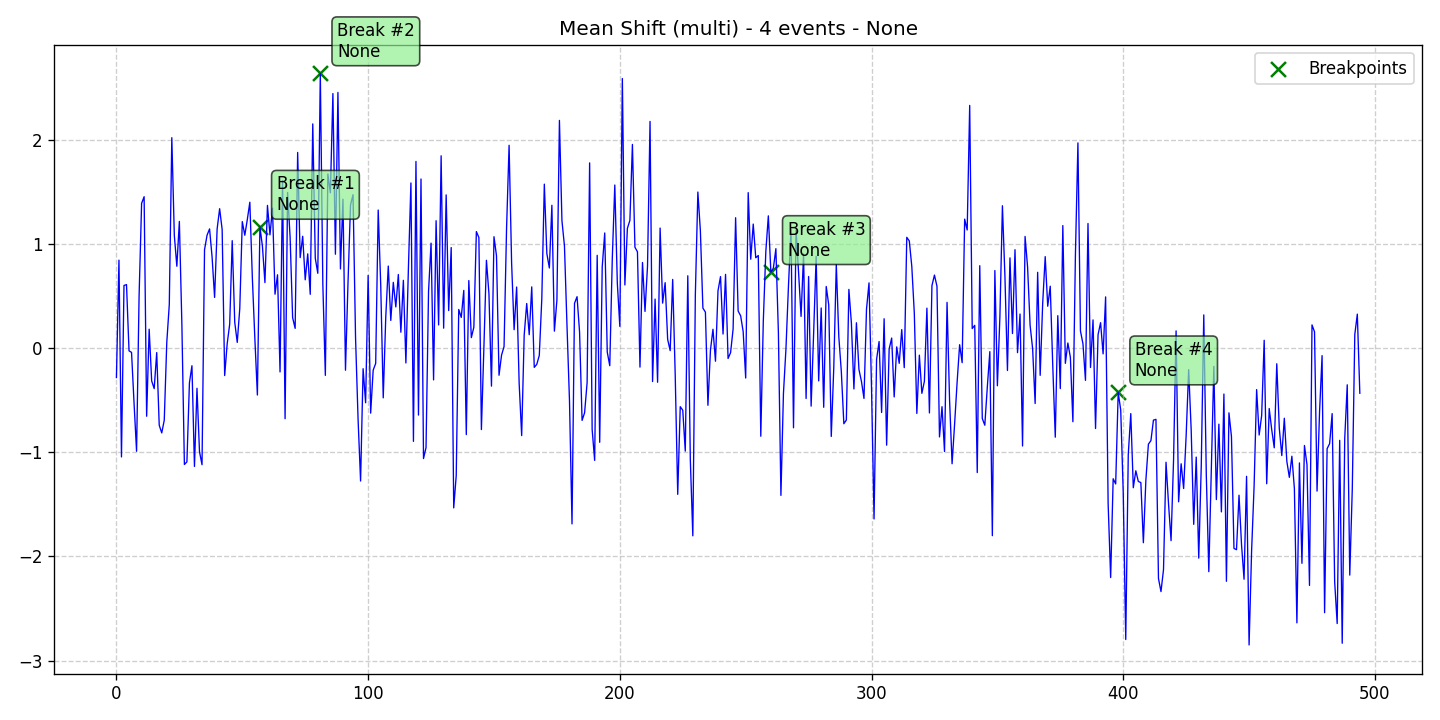 Mean Shift (multi) - 4 events - None
Break #2
None
Breakpoints
Break #1
None
Break #3
None
Break #4
None
2
1
0
−1
−2
−3
0
100
200
300
400
500